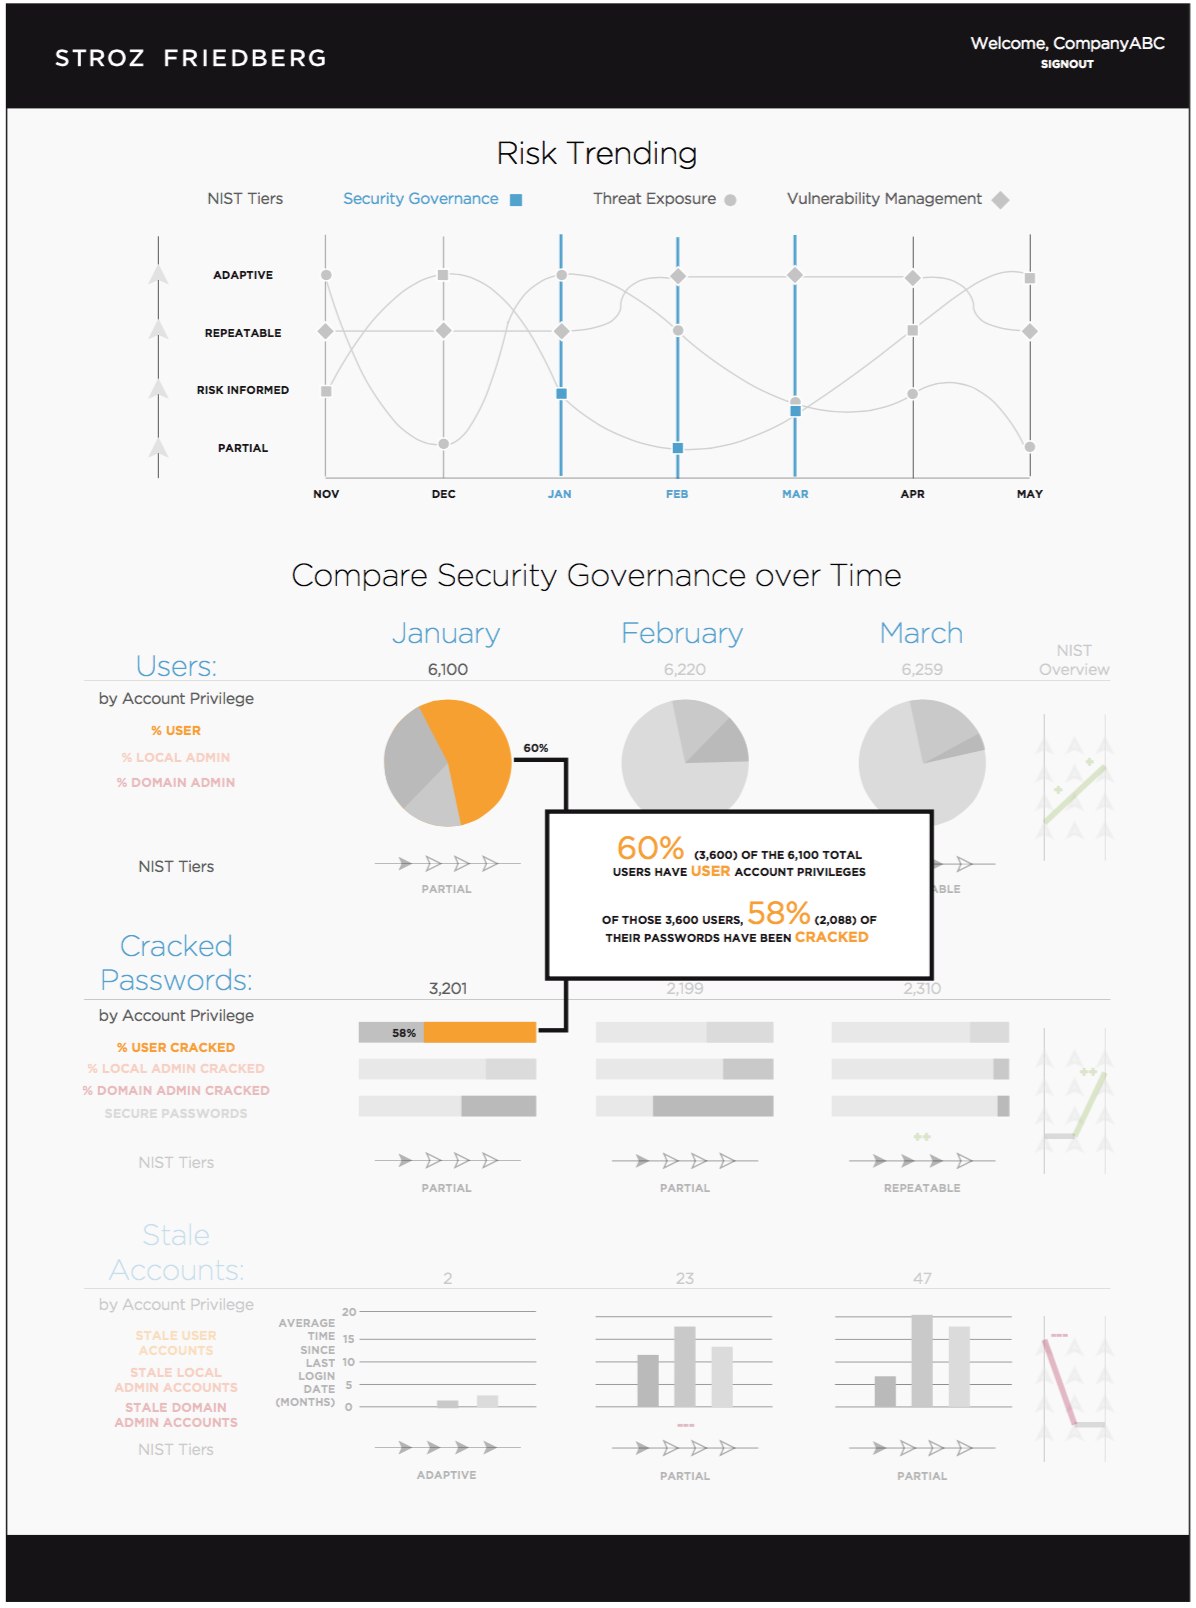 STROZ FRIEDBERG
Welcome, CompanyABC
SIGNOUT
Risk Trending
NIST Tiers
Security Governance
Threat Exposure
Vulnerability Management
ADAPTIVE
REPEATABLE
RISK INFORMED
PARTIAL
NOV
DEC
JAN
FEB
MAR
APR
MAY
Compare Security Governance over Time
January
February
March
NIST
Overview
Users:
6,100
6,220
6,259
by Account Privilege
% USER
% LOCAL ADMIN
% DOMAIN ADMIN
60%
60% (3,600) OF THE 6,100 TOTAL
USERS HAVE USER ACCOUNT PRIVILEGES
OF THOSE 3,600 USERS, 58% (2,088) OF
THEIR PASSWORDS HAVE BEEN CRACKED
NIST Tiers
PARTIAL
ABLE
Cracked
Passwords:
3,201
2,199
2,310
by Account Privilege
% USER CRACKED
% LOCAL ADMIN CRACKED
% DOMAIN ADMIN CRACKED
SECURE PASSWORDS
58%
++
++
NIST Tiers
PARTIAL
PARTIAL
REPEATABLE
Stale
Accounts:
2
23
47
by Account Privilege
STALE USER
ACCOUNTS
STALE LOCAL
ADMIN ACCOUNTS
STALE DOMAIN
ADMIN ACCOUNTS
AVERAGE
TIME
SINCE
LAST
LOGIN
DATE
(MONTHS)
20
15
10
5
0
---
---
NIST Tiers
ADAPTIVE
PARTIAL
PARTIAL